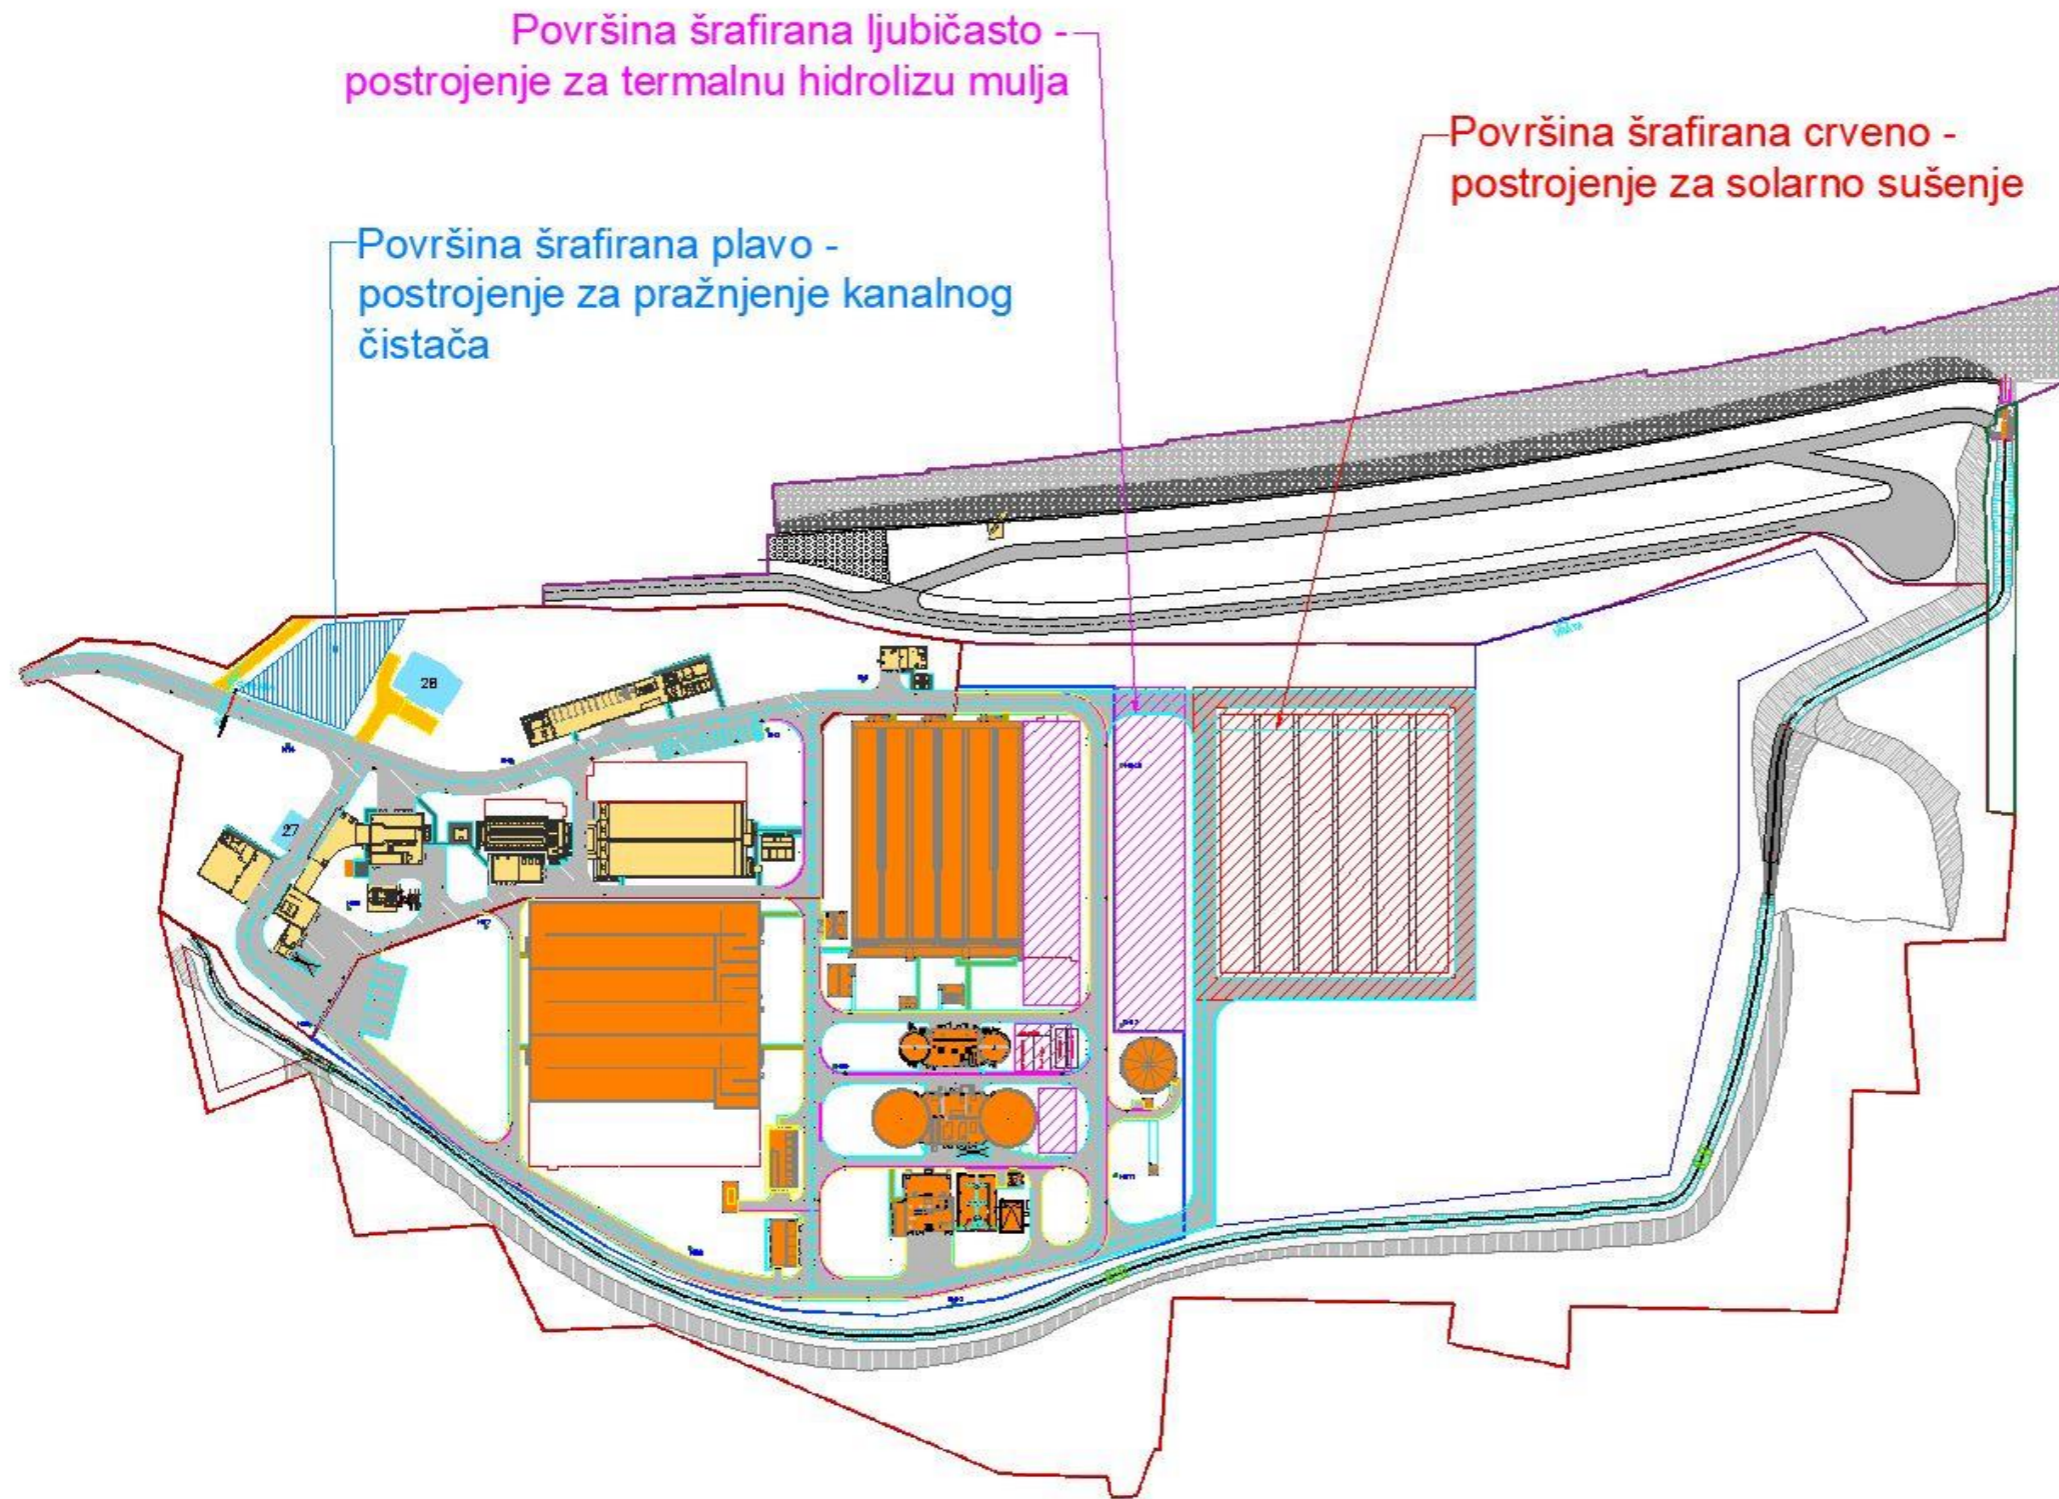 Površina šrafirana ljubičasto -
postrojenje za termalnu hidrolizu mulja
Površina šrafirana crveno -
postrojenje za solarno sušenje
Površina šrafirana plavo -
postrojenje za pražnjenje kanalnog
čistača
28
27